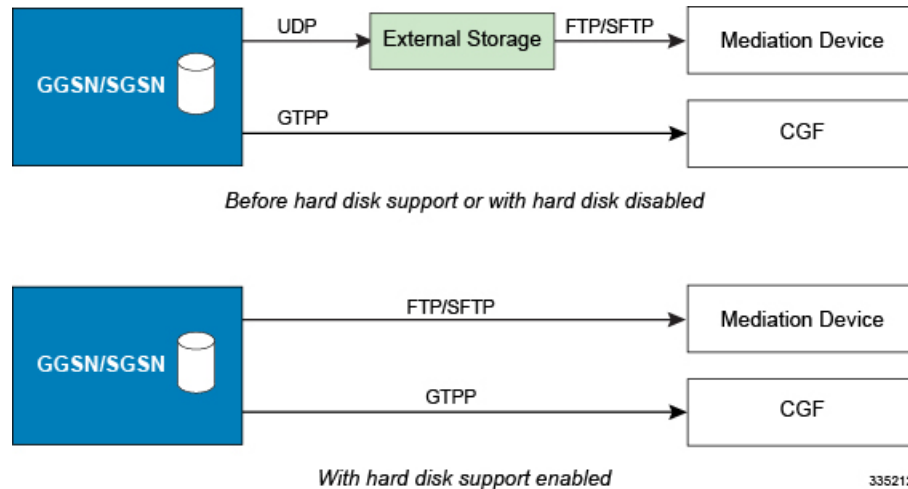 UDP
External Storage
FTP/SFTP
Mediation Device
GGSN/SGSN
GTPP
CGF
Before hard disk support or with hard disk disabled
FTP/SFTP
Mediation Device
GGSN/SGSN
GTPP
CGF
With hard disk support enabled